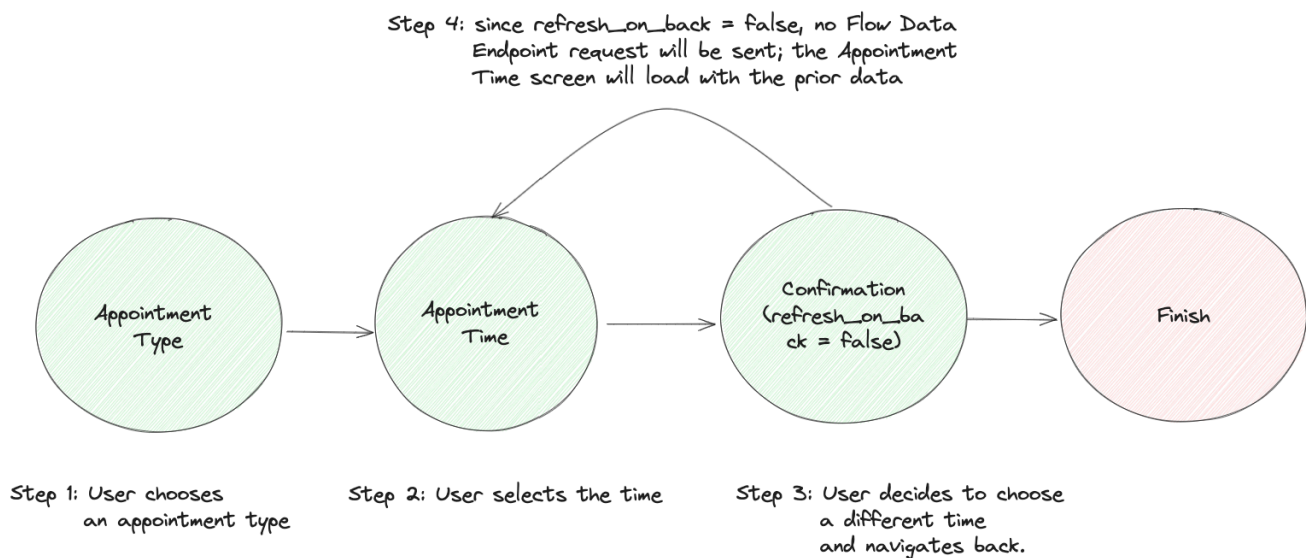 Step 4: since refresh_on_back = false, no Flow Data
Endpoint request will be sent; the Appointment
Time screen will load with the prior data
Appointment
Type
Appointment
Time
Confirmation
(refresh_on_ba
ck = false)
Finish
Step 1: User chooses
an appointment type
Step 2: User selects the time
Step 3: User decides to choose
a different time
and navigates back.